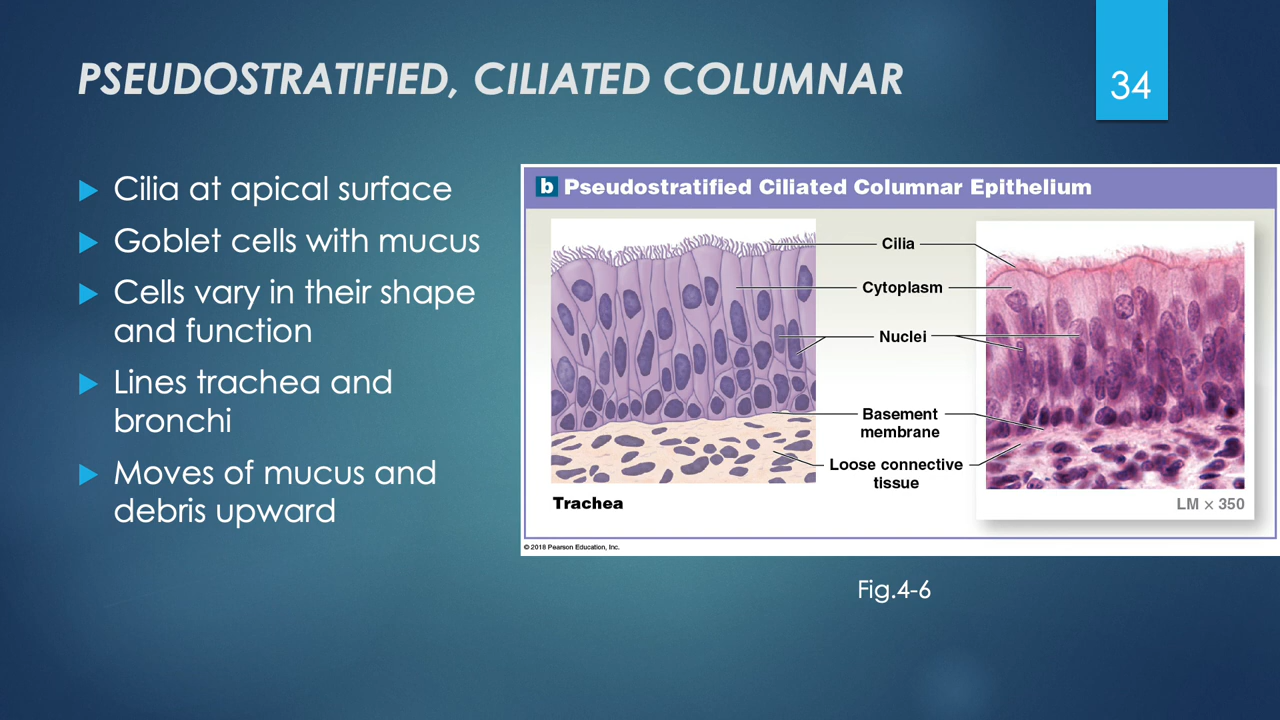 PSEUDOSTRATIFIED, CILIATED COLUMNAR
34
Cilia at apical surface
Goblet cells with mucus
Cells vary in their shape
and function
Lines trachea and
bronchi
Moves of mucus and
debris upward
b Pseudostratified Ciliated Columnar Epithelium
Cilia
Cytoplasm
Nuclei
Basement
membrane
Loose connective
tissue
Trachea
LM × 350
© 2018 Pearson Education, Inc.
Fig.4-6